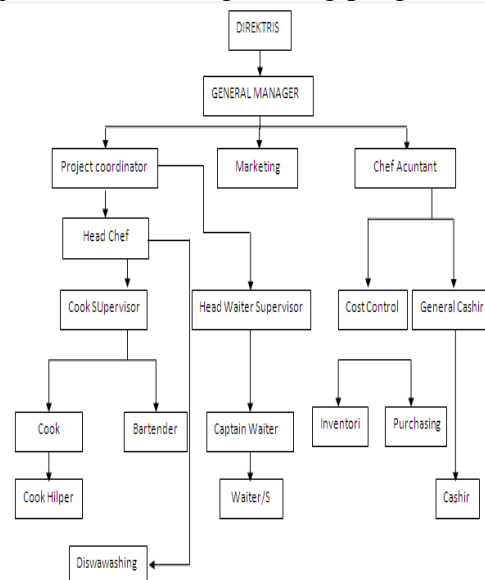 DIREKTRIS
GENERAL MANAGER
Project coordinator
Marketing
Chef Acuntant
Head Chef
Cook SUpervisor
Head Waiter Supervisor
Cost Control
General Cashir
Cook
Bartender
Captain Waiter
Inventori
Purchasing
Cook Hilper
Waiter/S
Cashir
Diswawashing